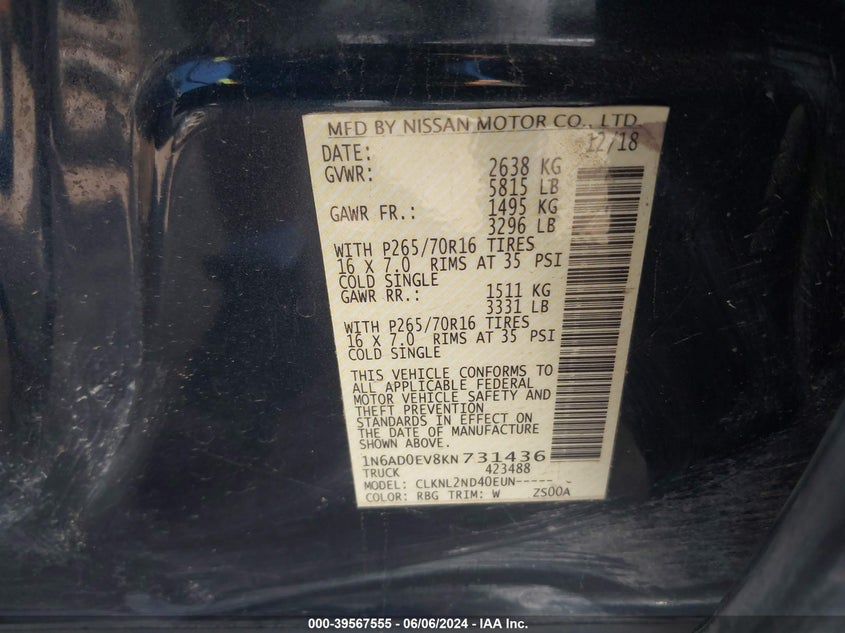 MFD BY NISSAN MOTOR CO., LTD.
DATE: 12/18
GVWR: 2638 KG
5815 LB
GAWR FR.: 1495 KG
3296 LB
WITH P265/70R16 TIRES
16 X 7.0 RIMS AT 35 PSI
COLD SINGLE
GAWR RR.: 1511 KG
3331 LB
WITH P265/70R16 TIRES
16 X 7.0 RIMS AT 35 PSI
COLD SINGLE
THIS VEHICLE CONFORMS TO
ALL APPLICABLE FEDERAL
MOTOR VEHICLE SAFETY AND
THEFT PREVENTION
STANDARDS IN EFFECT ON
THE DATE OF MANUFACTURE
SHOWN ABOVE.
1N6AD0EV8KN731436
TRUCK 423488
MODEL: CLKNL2ND40EUN-----
COLOR: RBG TRIM: W ZS00A
000-39567555 - 06/06/2024 - IAA Inc.